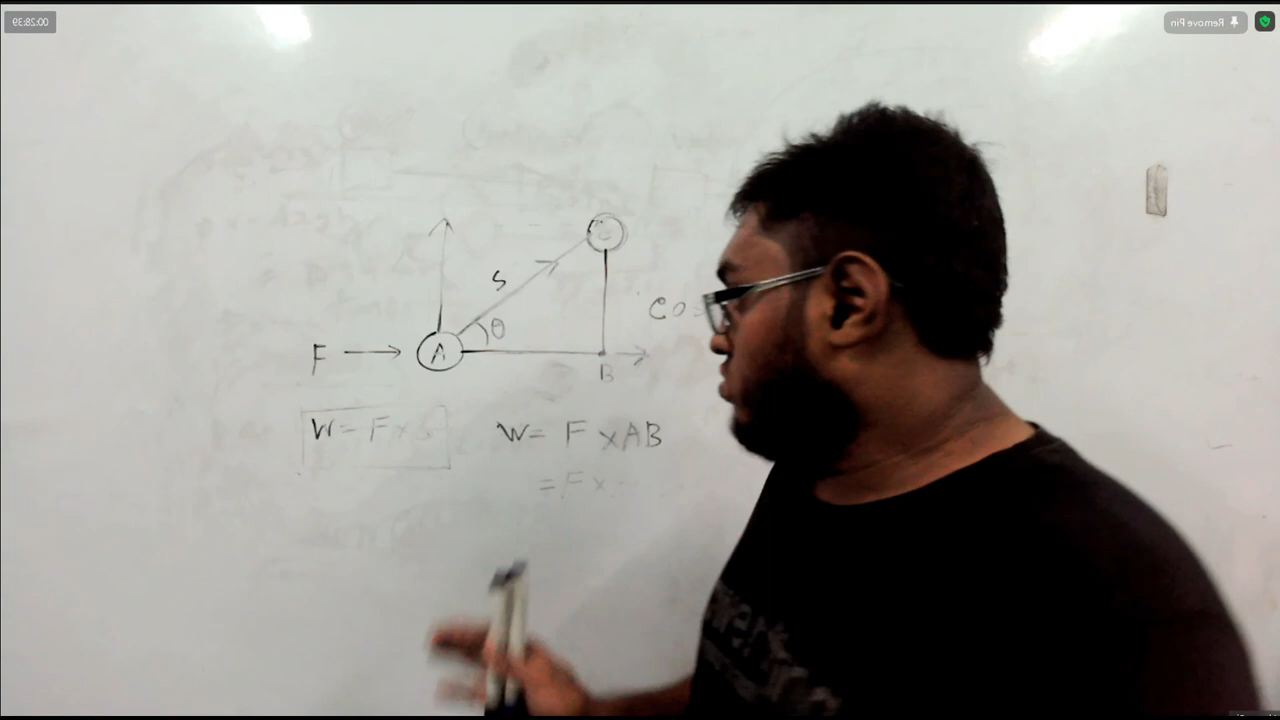 00:28:39
Remove Pin
S
θ
cos
F
A
B
W = F × S
W = F × AB
= F ×